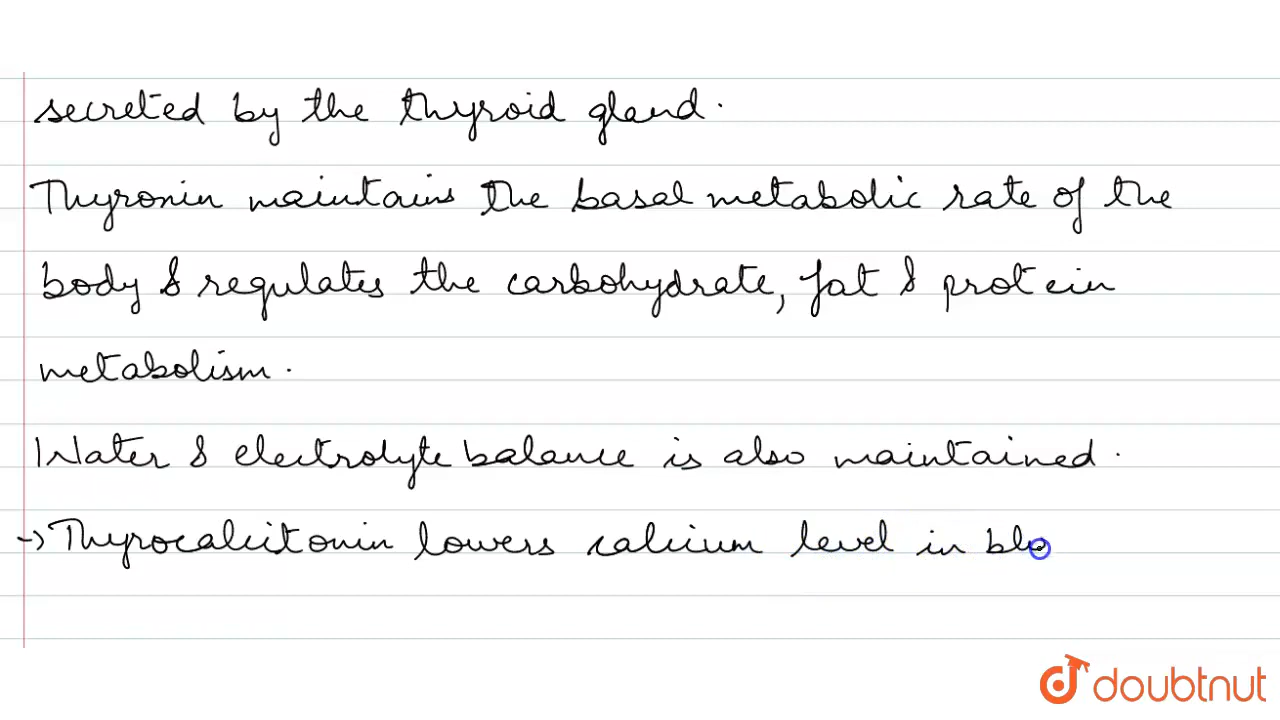 secreted by the thyroid gland.
Thyronin maintains the basal metabolic rate of the
body & regulates the carbohydrate, fat & protein
metabolism.
Water & electrolyte balance is also maintained.
-> Thyrocalcitonin lowers calcium level in blo
doubtnut